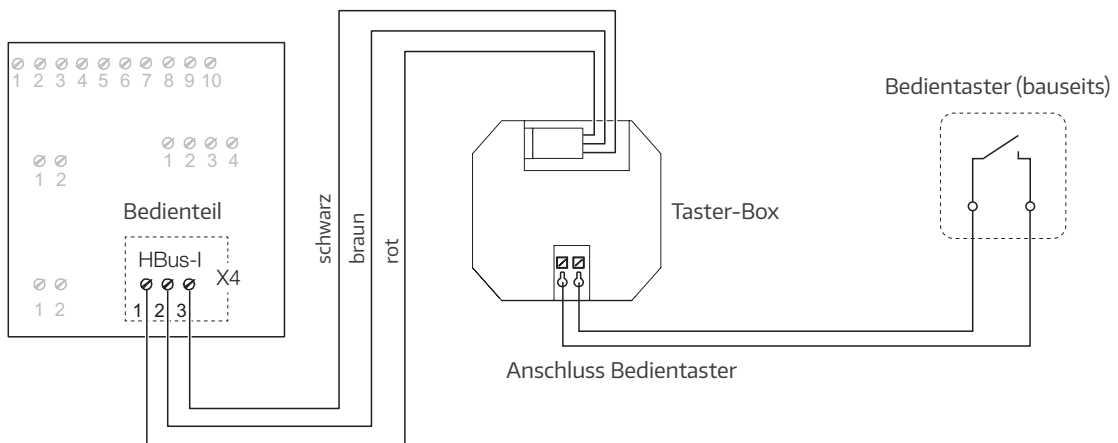 1 2 3 4 5 6 7 8 9 10
Bedientaster (bauseits)
1 2 3 4
1 2
Bedienteil
schwarz
braun
rot
Taster-Box
HBus-I
X4
1 2
1 2 3
Anschluss Bedientaster